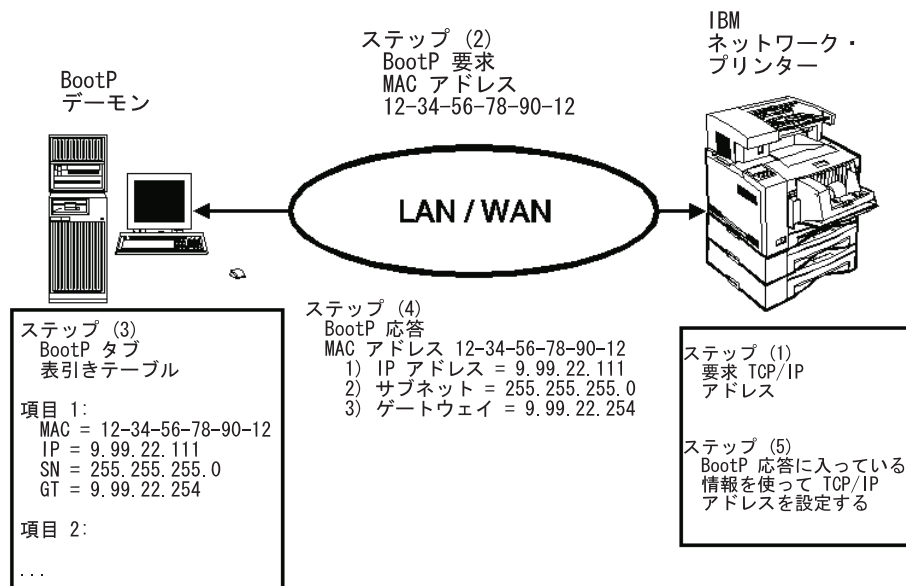 IBM
ネットワーク・
プリンター
ステップ (2)
BootP 要求
MAC アドレス
12-34-56-78-90-12
BootP
デーモン
LAN / WAN
ステップ (3)
BootP タブ
表引きテーブル
項目 1:
MAC = 12-34-56-78-90-12
IP = 9.99.22.111
SN = 255.255.255.0
GT = 9.99.22.254
項目 2:
...
ステップ (4)
BootP 応答
MAC アドレス 12-34-56-78-90-12
1) IP アドレス = 9.99.22.111
2) サブネット = 255.255.255.0
3) ゲートウェイ = 9.99.22.254
ステップ (1)
要求 TCP/IP
アドレス
ステップ (5)
BootP 応答に入っている
情報を使って TCP/IP
アドレスを設定する